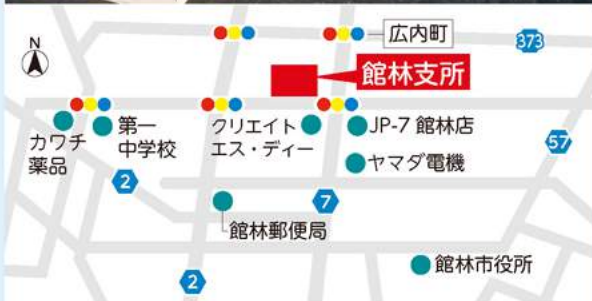 N
広内町
373
館林支所
カワチ
薬品
第一
中学校
クリエイト
エス・ディー
JP-7 館林店
ヤマダ電機
57
2
7
館林郵便局
2
館林市役所